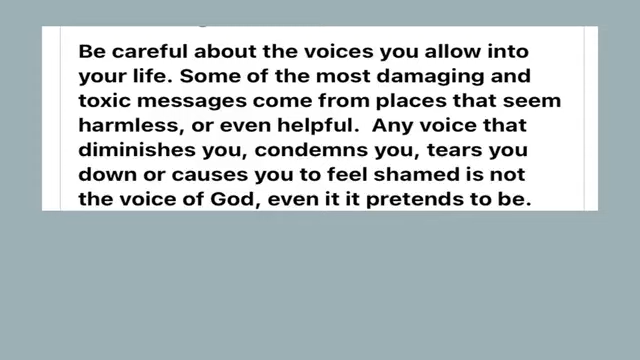 Be careful about the voices you allow into
your life. Some of the most damaging and
toxic messages come from places that seem
harmless, or even helpful.  Any voice that
diminishes you, condemns you, tears you
down or causes you to feel shamed is not
the voice of God, even it it pretends to be.